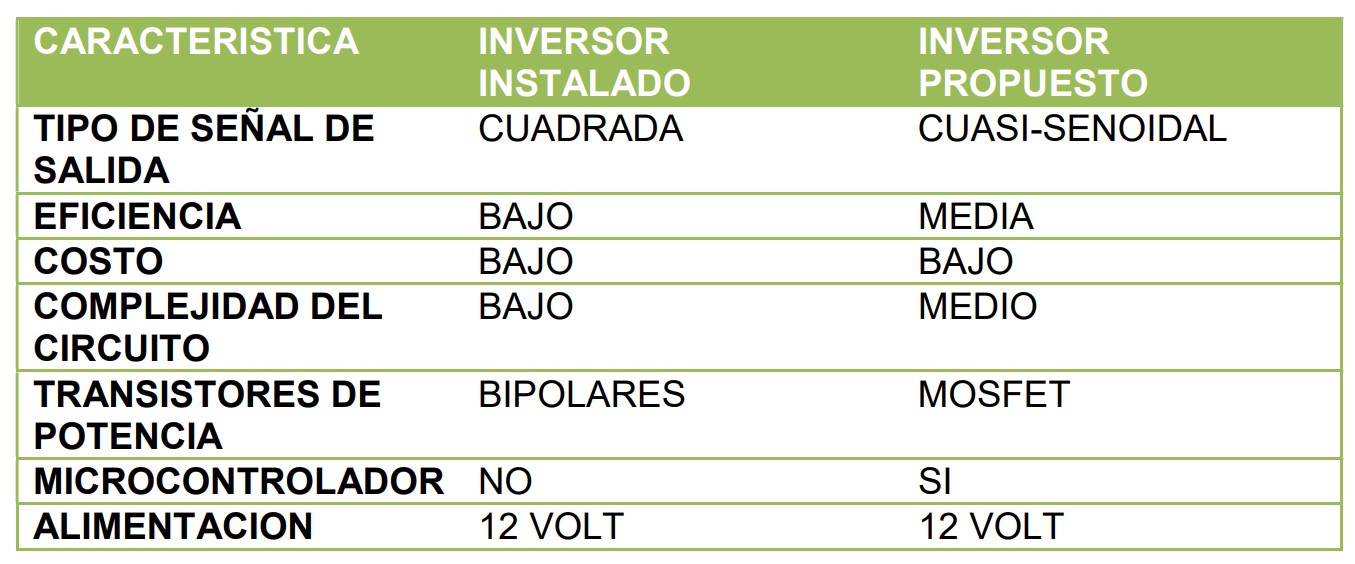 CARACTERISTICA INVERSOR INSTALADO INVERSOR PROPUESTO
TIPO DE SEÑAL DE SALIDA CUADRADA CUASI-SENOIDAL
EFICIENCIA BAJO MEDIA
COSTO BAJO BAJO
COMPLEJIDAD DEL CIRCUITO BAJO MEDIO
TRANSISTORES DE POTENCIA BIPOLARES MOSFET
MICROCONTROLADOR NO SI
ALIMENTACION 12 VOLT 12 VOLT